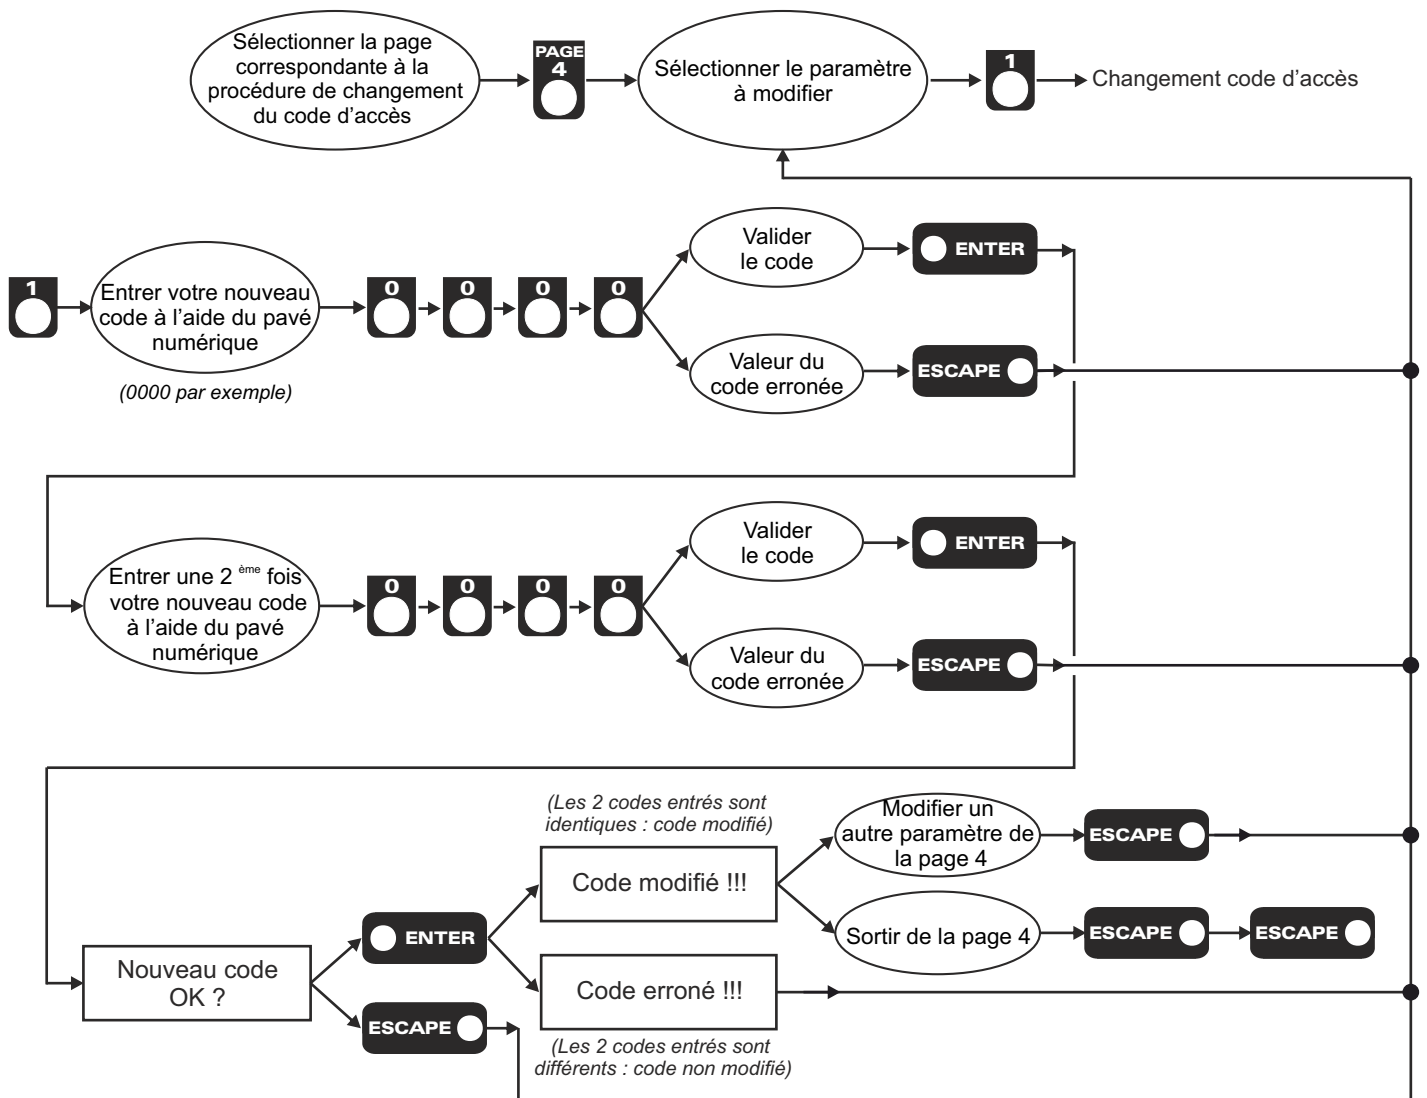 Sélectionner la page
correspondante à la
procédure de changement
du code d'accès
PAGE
4
Sélectionner le paramètre
à modifier
1
Changement code d'accès
1
Entrer votre nouveau
code à l'aide du pavé
numérique
(0000 par exemple)
0
0
0
0
Valider
le code
ENTER
Valeur du
code erronée
ESCAPE
Entrer une 2 ème fois
votre nouveau code
à l'aide du pavé
numérique
0
0
0
0
Valider
le code
ENTER
Valeur du
code erronée
ESCAPE
Nouveau code
OK ?
ENTER
ESCAPE
(Les 2 codes entrés sont
identiques : code modifié)
Code modifié !!!
Code erroné !!!
(Les 2 codes entrés sont
différents : code non modifié)
Modifier un
autre paramètre de
la page 4
ESCAPE
Sortir de la page 4
ESCAPE
ESCAPE